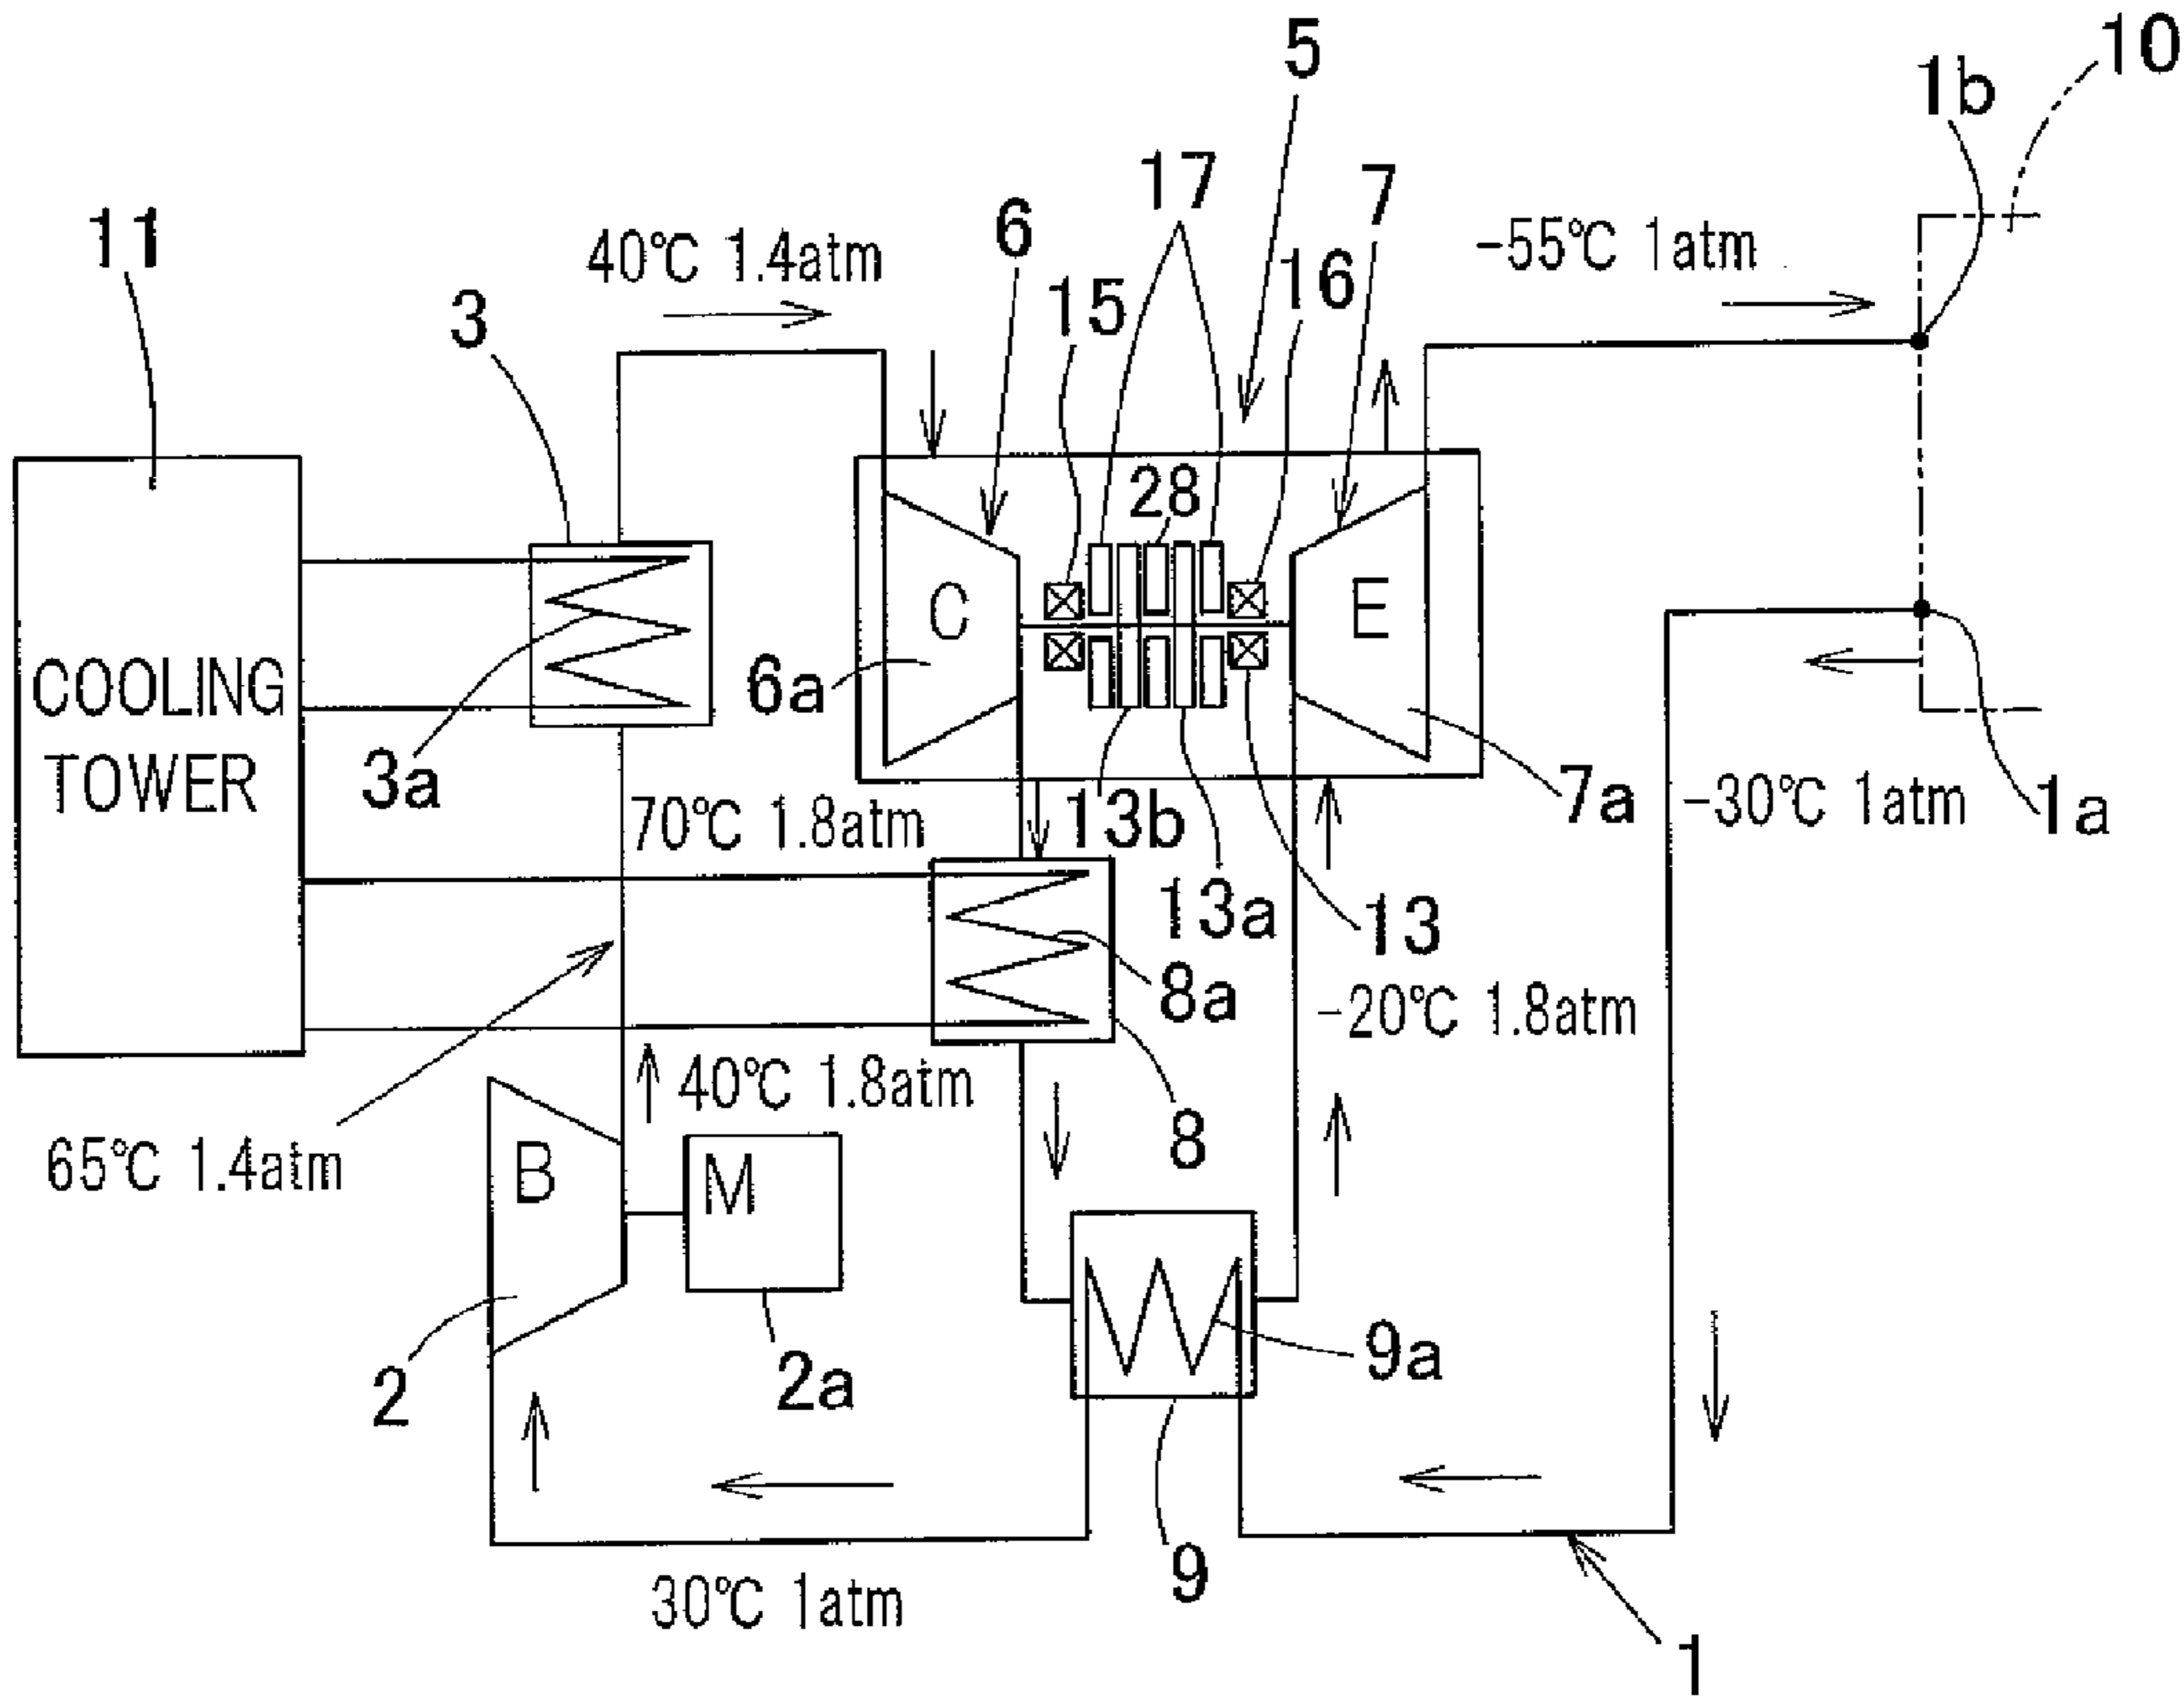 5
10
1b
17
7
6
11
40℃ 1.4atm
-55℃ 1atm
16
15
3
28
C
E
COOLING
TOWER
6a
3a
7a
-30℃ 1atm
1a
70℃ 1.8atm
13b
13a
13
8a
-20℃ 1.8atm
40℃ 1.8atm
8
65℃ 1.4atm
B
M
9a
2
2a
9
30℃ 1atm
1